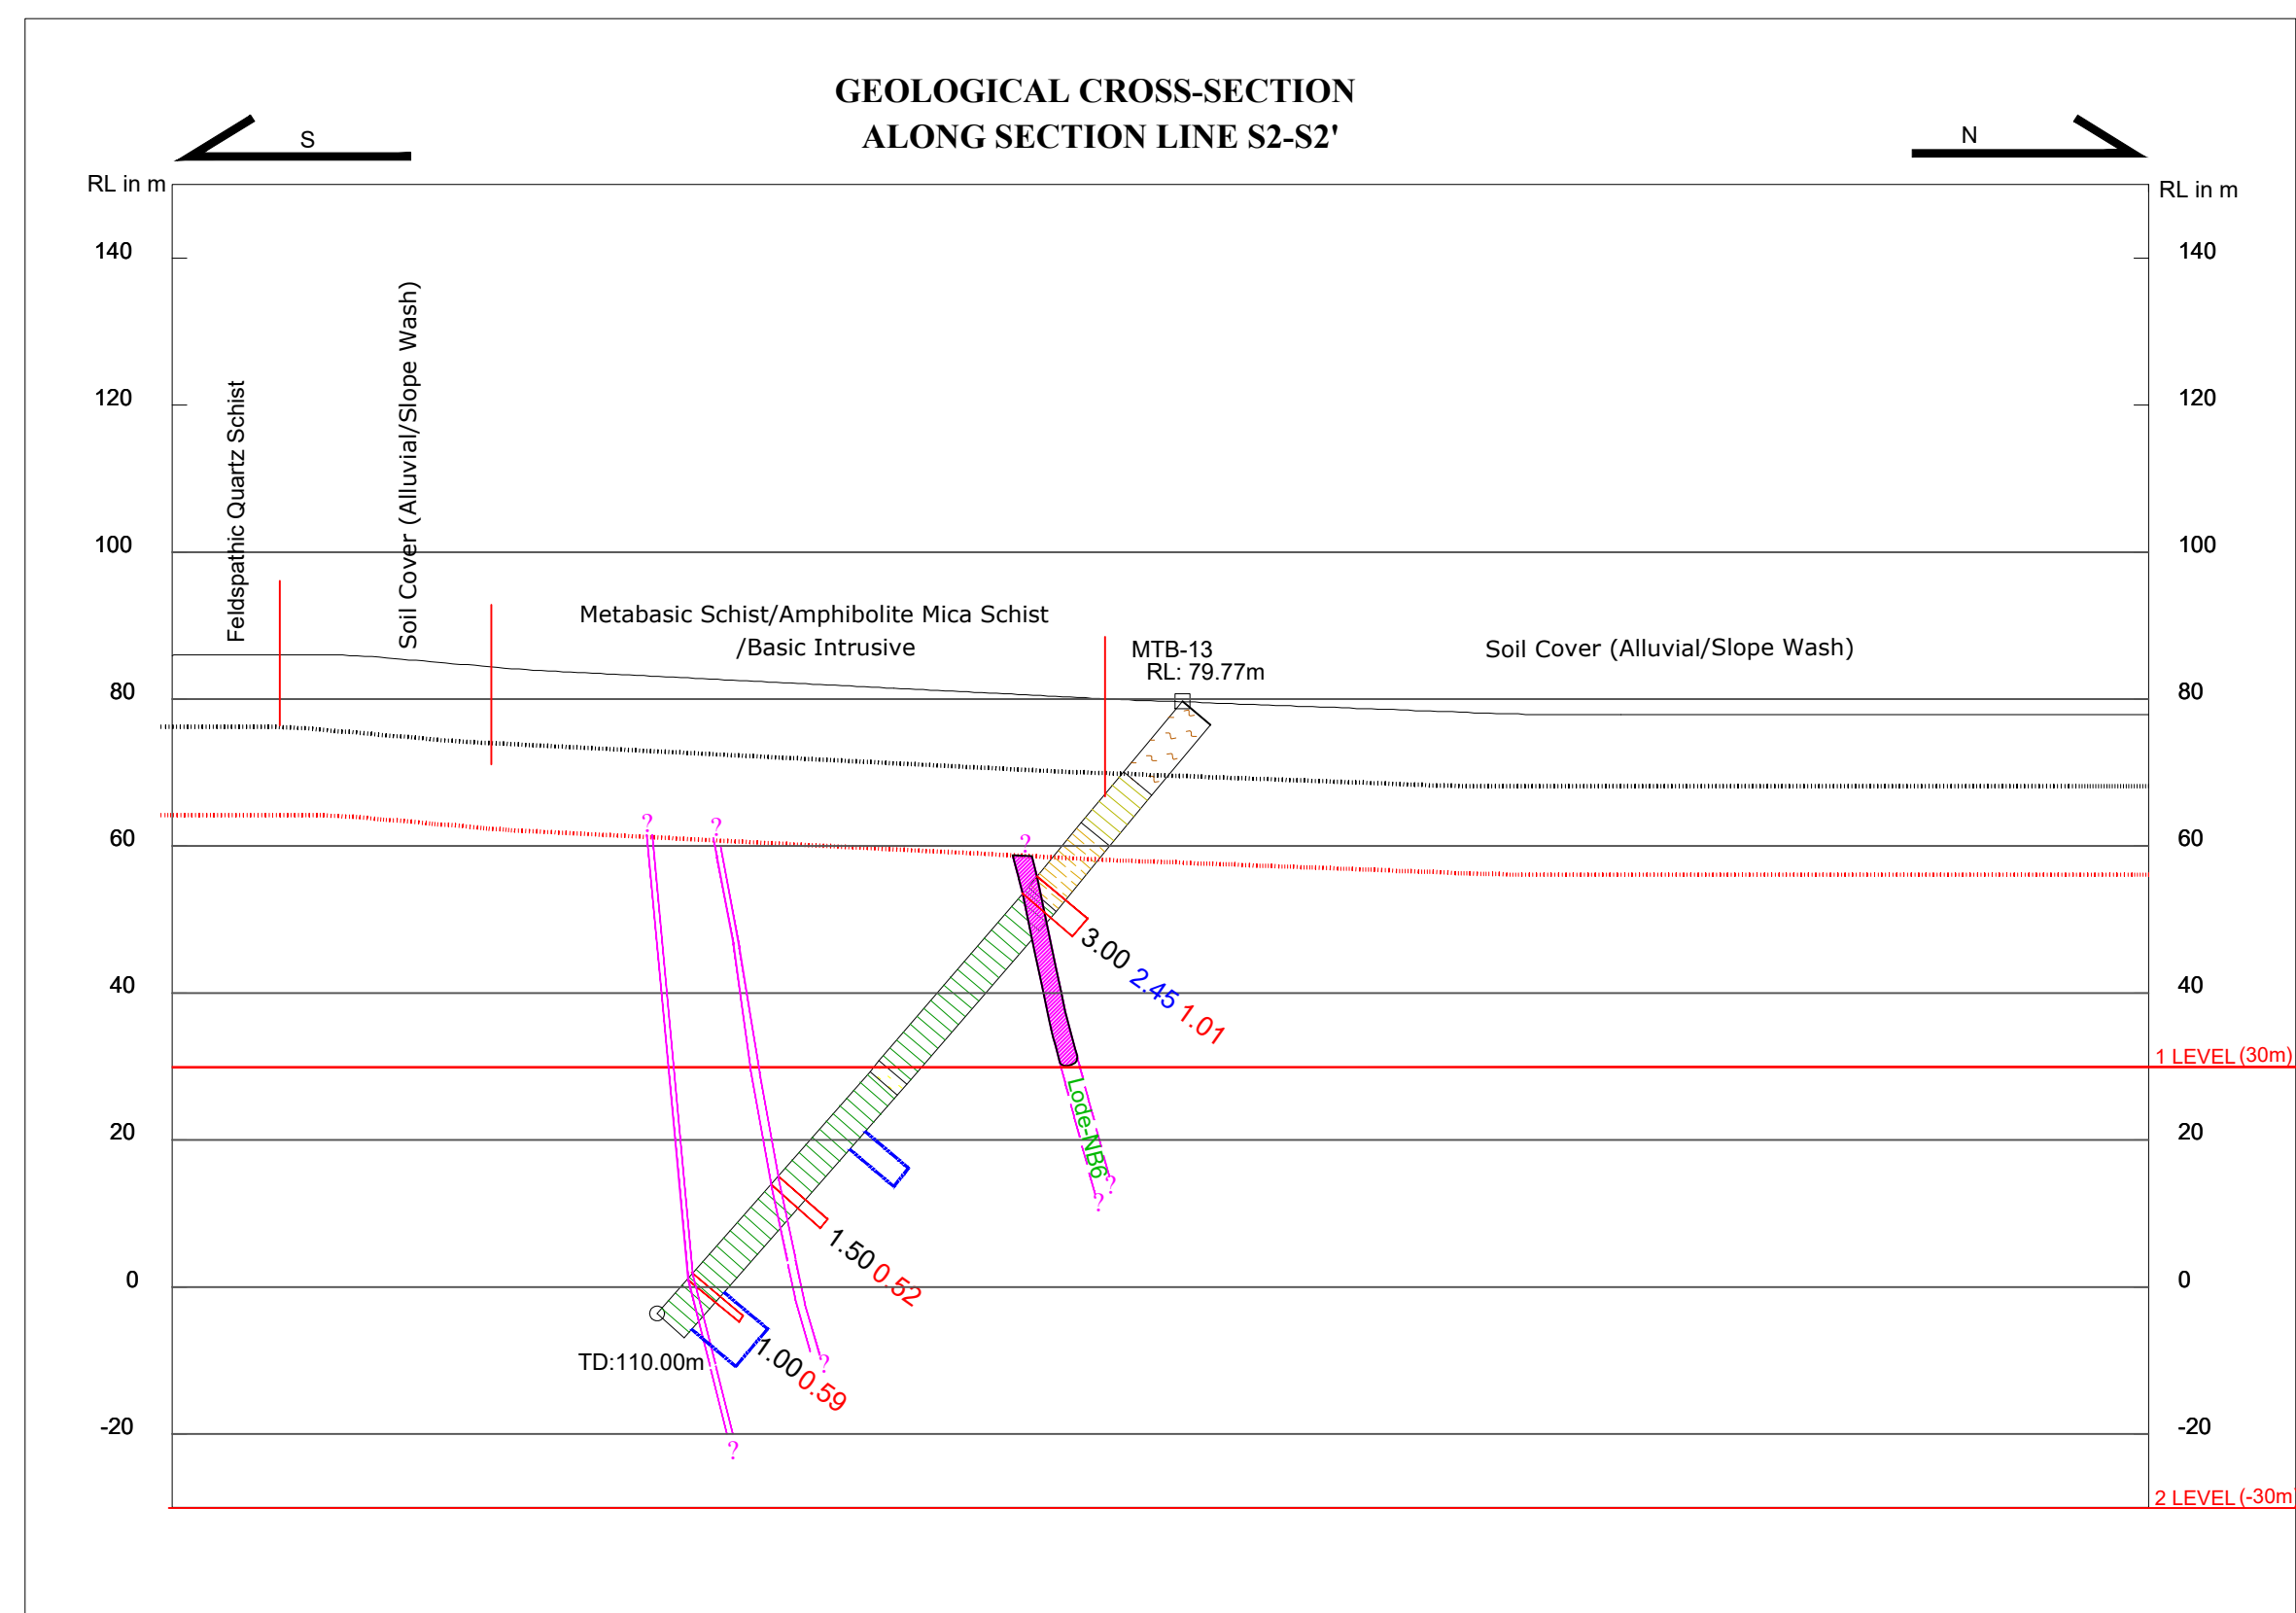 GEOLOGICAL CROSS-SECTION
ALONG SECTION LINE S2-S2'
S
N
RL in m
RL in m
140
140
120
120
100
100
80
80
60
60
40
40
20
20
0
0
-20
-20
Feldspathic Quartz Schist
Soil Cover (Alluvial/Slope Wash)
Metabasic Schist/Amphibolite Mica Schist
/Basic Intrusive
MTB-13
RL: 79.77m
Soil Cover (Alluvial/Slope Wash)
?
?
?
3.00 2.45 1.01
1 LEVEL (30m)
Lode-NB6
?
?
1.50 0.52
TD:110.00m
1.00 0.59
?
?
2 LEVEL (-30m